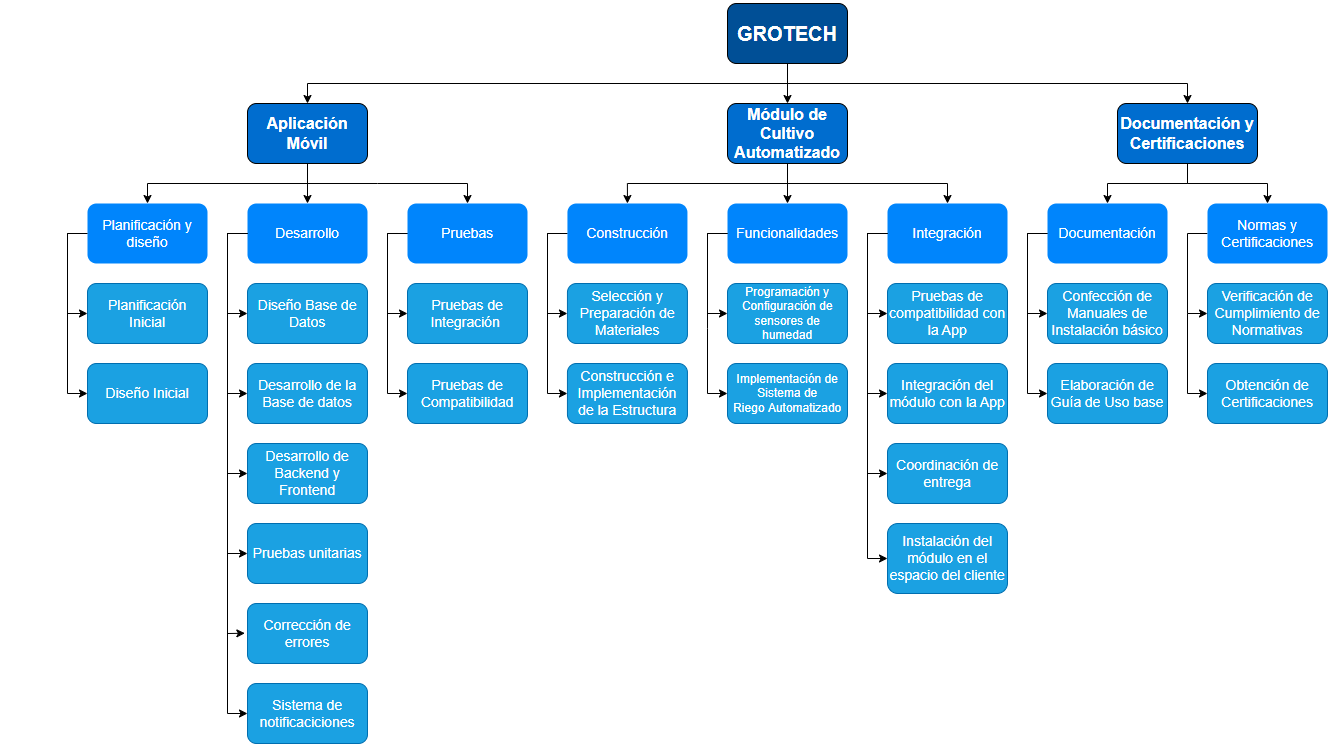 GROTECH
Aplicación
Móvil
Módulo de
Cultivo
Automatizado
Documentación y
Certificaciones
Planificación y
diseño
Desarrollo
Pruebas
Construcción
Funcionalidades
Integración
Documentación
Normas y
Certificaciones
Planificación
Inicial
Diseño Base de
Datos
Pruebas de
Integración
Selección y
Preparación de
Materiales
Programación y
Configuración de
sensores de
humedad
Pruebas de
compatibilidad con
la App
Confección de
Manuales de
Instalación básico
Verificación de
Cumplimiento de
Normativas
Diseño Inicial
Desarrollo de la
Base de datos
Pruebas de
Compatibilidad
Construcción e
Implementación
de la Estructura
Implementación de
Sistema de
Riego Automatizado
Integración del
módulo con la App
Elaboración de
Guía de Uso base
Obtención de
Certificaciones
Desarrollo de
Backend y
Frontend
Coordinación de
entrega
Pruebas unitarias
Instalación del
módulo en el
espacio del cliente
Corrección de
errores
Sistema de
notificaciciones